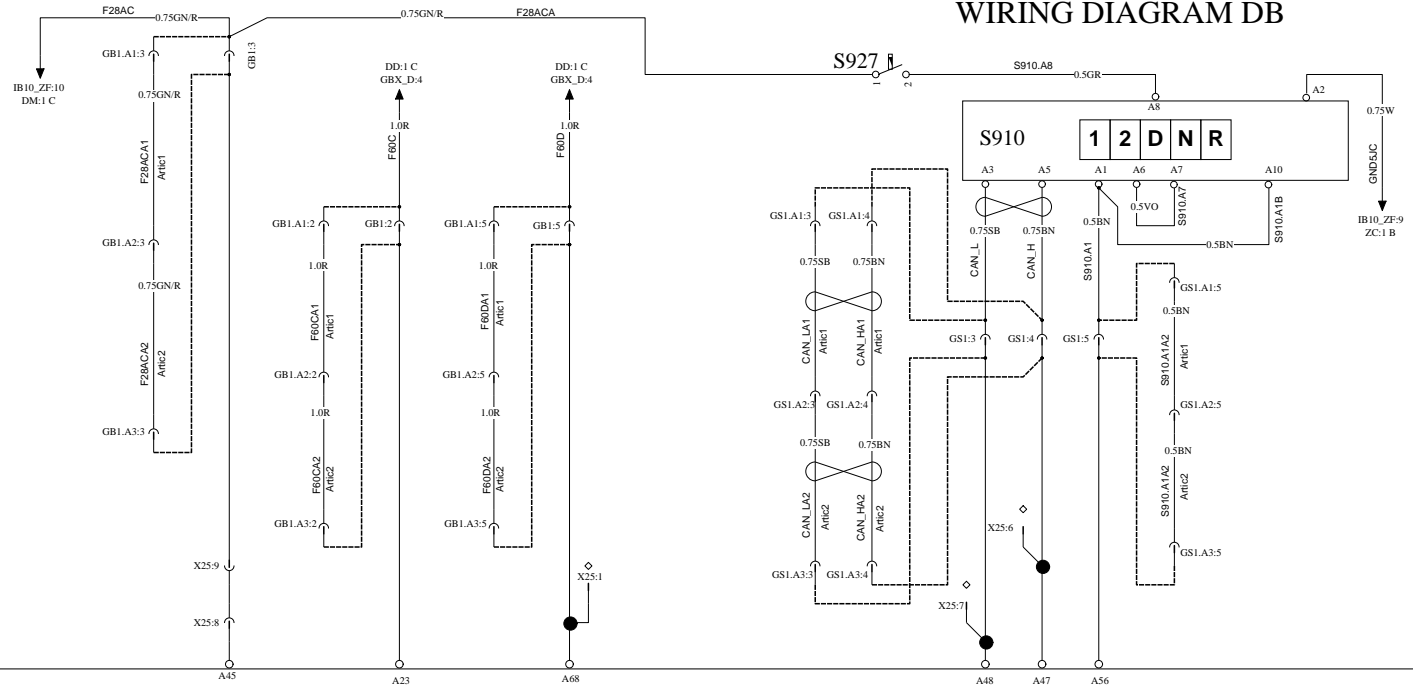 WIRING DIAGRAM DB
F28AC
0.75GN/R
0.75GN/R
F28ACA
IB10_ZF:10
DM:1 C
GB1.A1:3
GB1:3
0.75GN/R
F28ACA1
Artic1
GB1.A2:3
0.75GN/R
F28ACA2
Artic2
GB1.A3:3
X25:9
X25:8
A45
DD:1 C
GBX_D:4
1.0R
F60C
GB1.A1:2
GB1:2
1.0R
F60CA1
Artic1
GB1.A2:2
1.0R
F60CA2
Artic2
GB1.A3:2
A23
DD:1 C
GBX_D:4
1.0R
F60D
GB1.A1:5
GB1:5
1.0R
F60DA1
Artic1
GB1.A2:5
1.0R
F60DA2
Artic2
GB1.A3:5
X25:1
A68
S927
1
2
S910.A8
0.5GR
A8
A2
0.75W
GND5JC
IB10_ZF:9
ZC:1 B
S910
1 2 D N R
A3
A5
A1
A6
A7
A10
0.75SB
CAN_L
0.75BN
CAN_H
0.5BN
S910.A1
0.5VO
S910.A7
0.5BN
S910.A1B
GS1.A1:3
GS1.A1:4
0.75SB
0.75BN
CAN_LA1
Artic1
CAN_HA1
Artic1
GS1.A2:3
GS1.A2:4
0.75SB
0.75BN
CAN_LA2
Artic2
CAN_HA2
Artic2
GS1.A3:3
GS1.A3:4
GS1:3
GS1:4
GS1:5
GS1.A1:5
0.5BN
S910.A1A2
Artic1
GS1.A2:5
0.5BN
S910.A1A2
Artic2
GS1.A3:5
X25:6
X25:7
A48
A47
A56